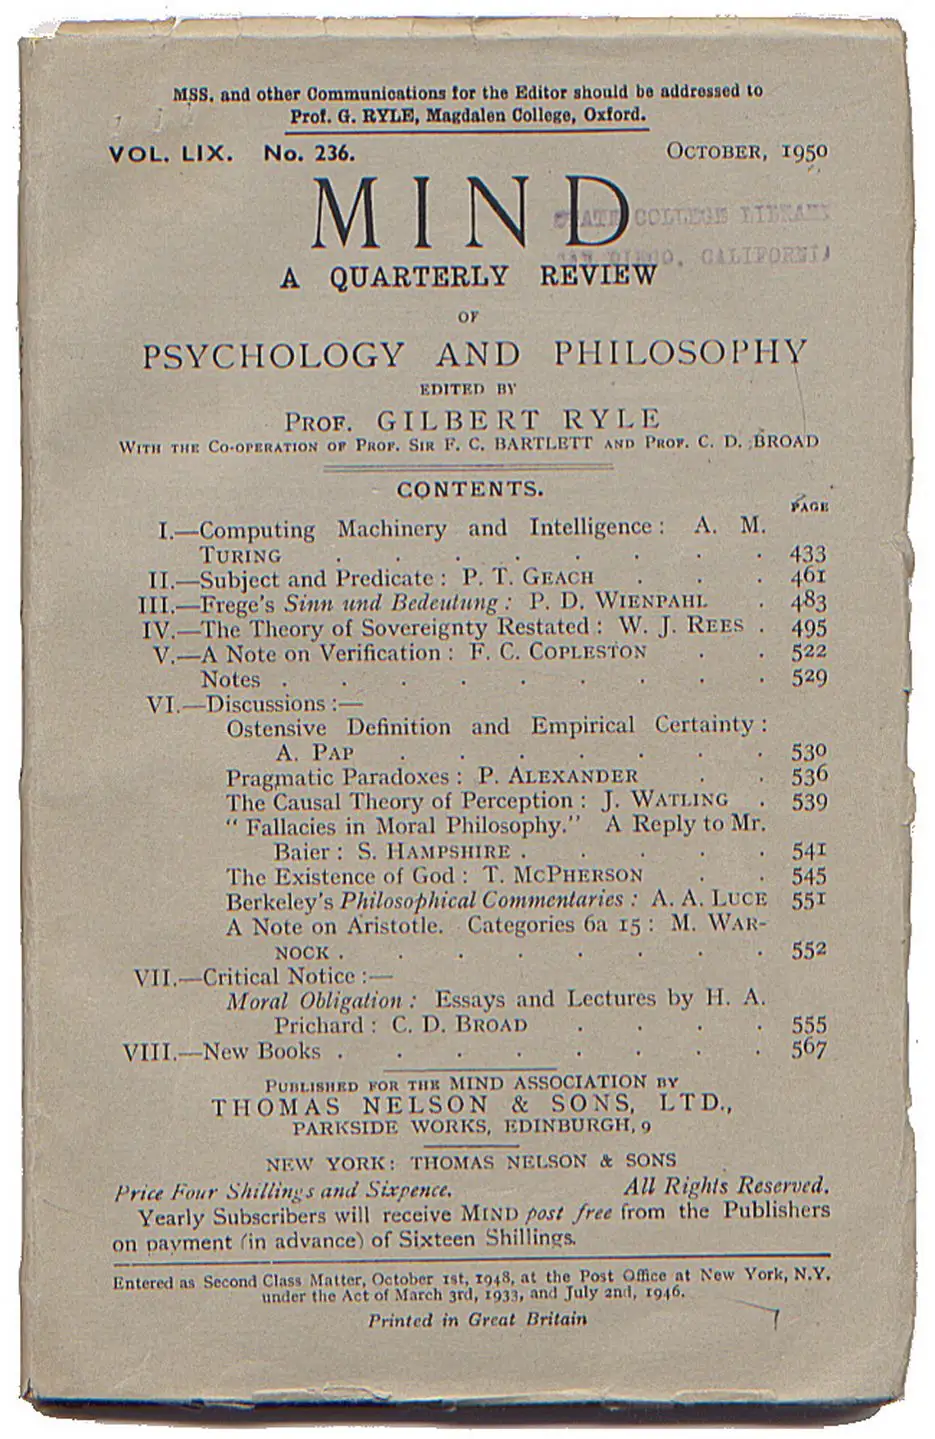 MSS. and other Communications for the Editor should be addressed to
Prof. G. RYLE, Magdalen College, Oxford.
VOL. LIX. No. 236. OCTOBER, 1950
MIND
STATE COLLEGE LIBRARY
SAN DIEGO, CALIFORNIA
A QUARTERLY REVIEW
OF
PSYCHOLOGY AND PHILOSOPHY
EDITED BY
PROF. GILBERT RYLE
WITH THE CO-OPERATION OF PROF. SIR F. C. BARTLETT AND PROF. C. D. BROAD
CONTENTS.
PAGE
I.—Computing Machinery and Intelligence : A. M.
TURING . . . . . . . . 433
II.—Subject and Predicate : P. T. GEACH . . . 461
III.—Frege's Sinn und Bedeutung : P. D. WIENPAHL . 483
IV.—The Theory of Sovereignty Restated : W. J. REES . 495
V.—A Note on Verification : F. C. COPLESTON . . 522
Notes . . . . . . . . . 529
VI.—Discussions :—
Ostensive Definition and Empirical Certainty :
A. PAP . . . . . . . 530
Pragmatic Paradoxes : P. ALEXANDER . . 536
The Causal Theory of Perception : J. WATLING . 539
“ Fallacies in Moral Philosophy.” A Reply to Mr.
Baier : S. HAMPSHIRE . . . . . 541
The Existence of God : T. MCPHERSON . . 545
Berkeley's Philosophical Commentaries : A. A. LUCE 551
A Note on Aristotle. Categories 6a 15 : M. WAR-
NOCK . . . . . . . . 552
VII.—Critical Notice :—
Moral Obligation : Essays and Lectures by H. A.
Prichard : C. D. BROAD . . . . 555
VIII.—New Books . . . . . . . . 567
PUBLISHED FOR THE MIND ASSOCIATION BY
THOMAS NELSON & SONS, LTD.,
PARKSIDE WORKS, EDINBURGH, 9
NEW YORK: THOMAS NELSON & SONS
Price Four Shillings and Sixpence. All Rights Reserved.
Yearly Subscribers will receive MIND post free from the Publishers
on payment (in advance) of Sixteen Shillings.
Entered as Second Class Matter, October 1st, 1948, at the Post Office at New York, N.Y.
under the Act of March 3rd, 1933, and July 2nd, 1946.
Printed in Great Britain